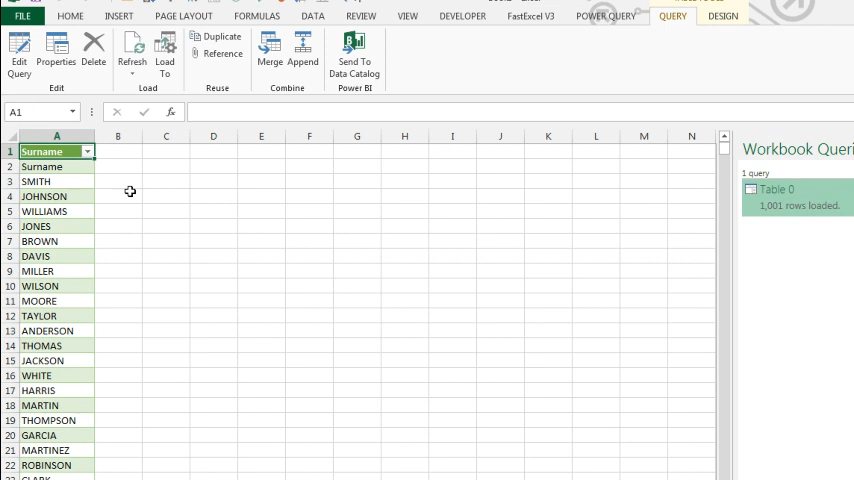 FILE HOME INSERT PAGE LAYOUT FORMULAS DATA REVIEW VIEW DEVELOPER FastExcel V3 POWER QUERY QUERY DESIGN
Edit Query Properties Delete Refresh Load To Duplicate Reference Merge Append Send To Data Catalog
Edit Load Reuse Combine Power BI
A1 fx
A B C D E F G H I J K L M N
1 Surname
2 Surname
3 SMITH
4 JOHNSON
5 WILLIAMS
6 JONES
7 BROWN
8 DAVIS
9 MILLER
10 WILSON
11 MOORE
12 TAYLOR
13 ANDERSON
14 THOMAS
15 JACKSON
16 WHITE
17 HARRIS
18 MARTIN
19 THOMPSON
20 GARCIA
21 MARTINEZ
22 ROBINSON
Workbook Queri
1 query
Table 0
1,001 rows loaded.